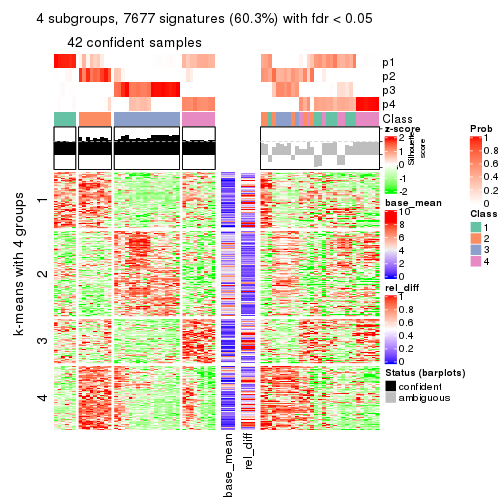 4 subgroups, 7677 signatures (60.3%) with fdr < 0.05
42 confident samples
p1
p2
p3
p4
Class
k-means with 4 groups
1
2
3
4
base_mean
rel_diff
Silhouette
score
z-score
2
1
0
-1
-2
base_mean
10
8
6
4
2
0
rel_diff
1
0.8
0.6
0.4
0.2
0
Status (barplots)
confident
ambiguous
Prob
1
0.8
0.6
0.4
0.2
0
Class
1
2
3
4